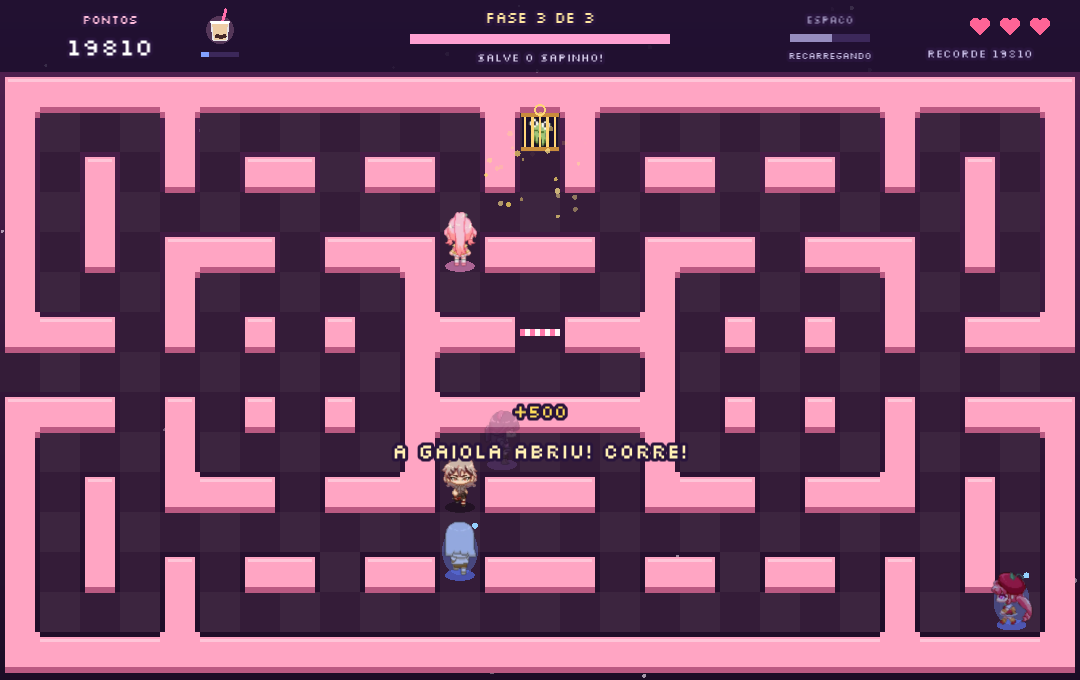 PONTOS
19810
FASE 3 DE 3
SALVE O SAPINHO!
ESPAÇO
RECARREGANDO
RECORDE 19810
+500
A GAIOLA ABRIU! CORRE!